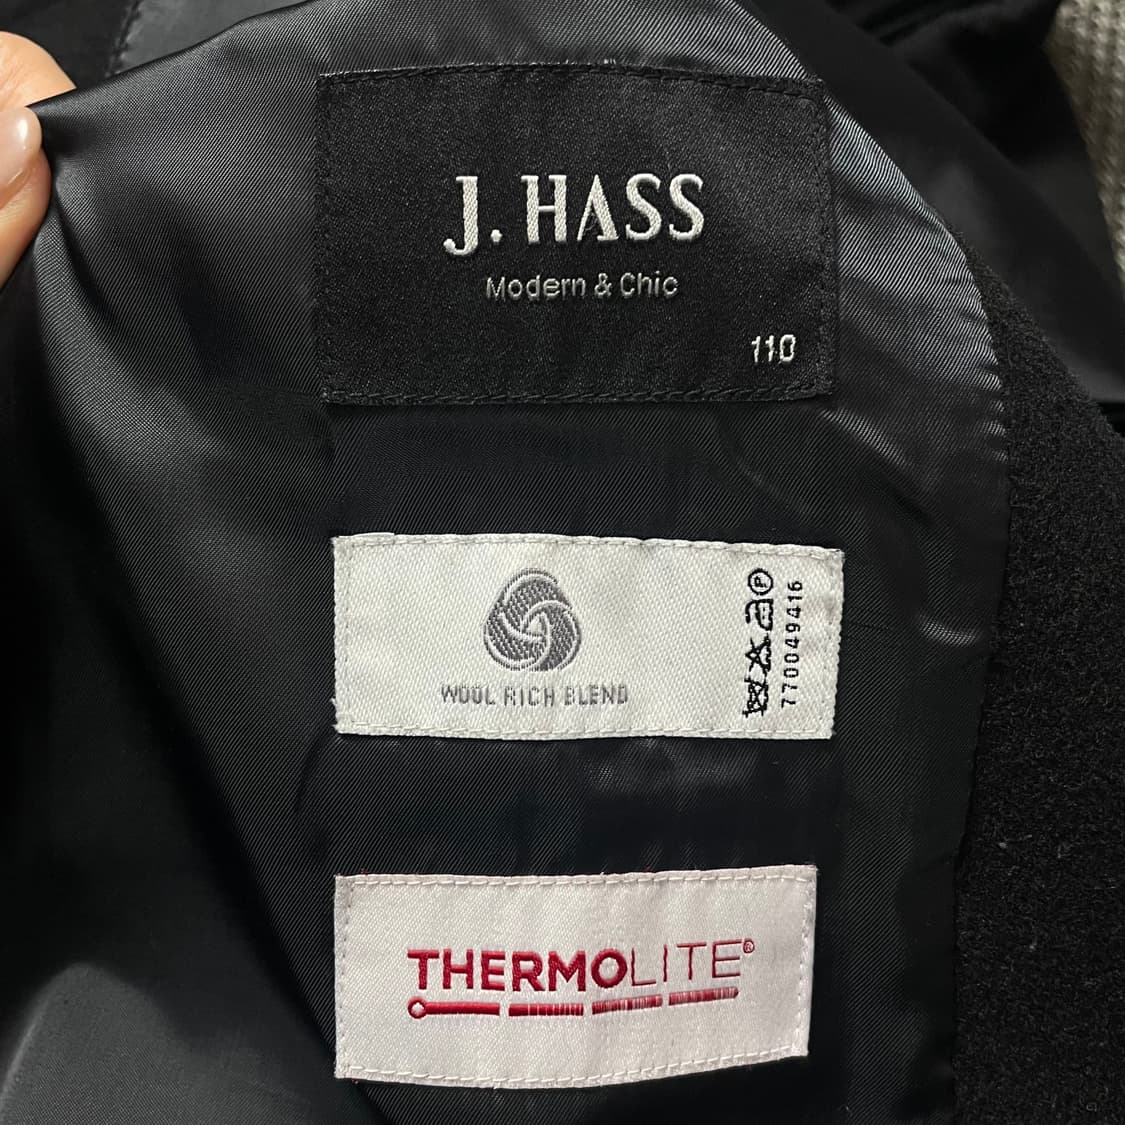 J. HASS
Modern & Chic
110
WOOL RICH BLEND
P
770049416
THERMOLITE®